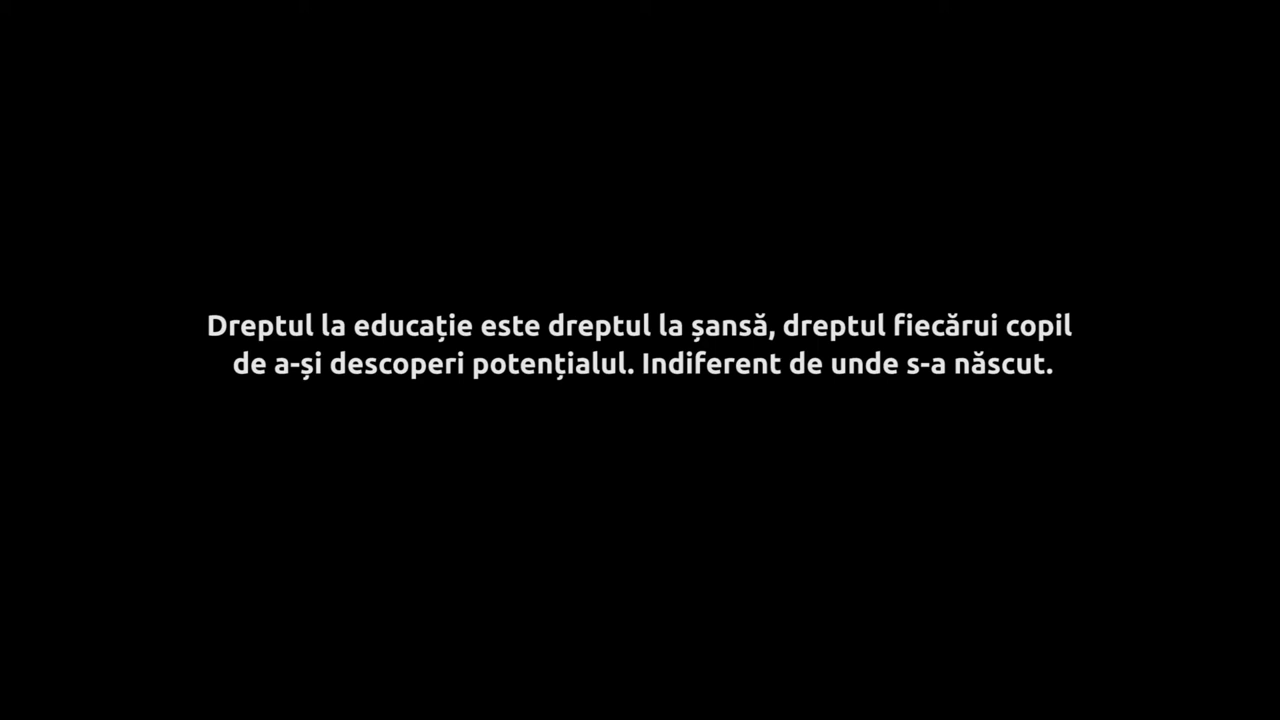 Dreptul la educație este dreptul la șansă, dreptul fiecărui copil
de a-și descoperi potențialul. Indiferent de unde s-a născut.